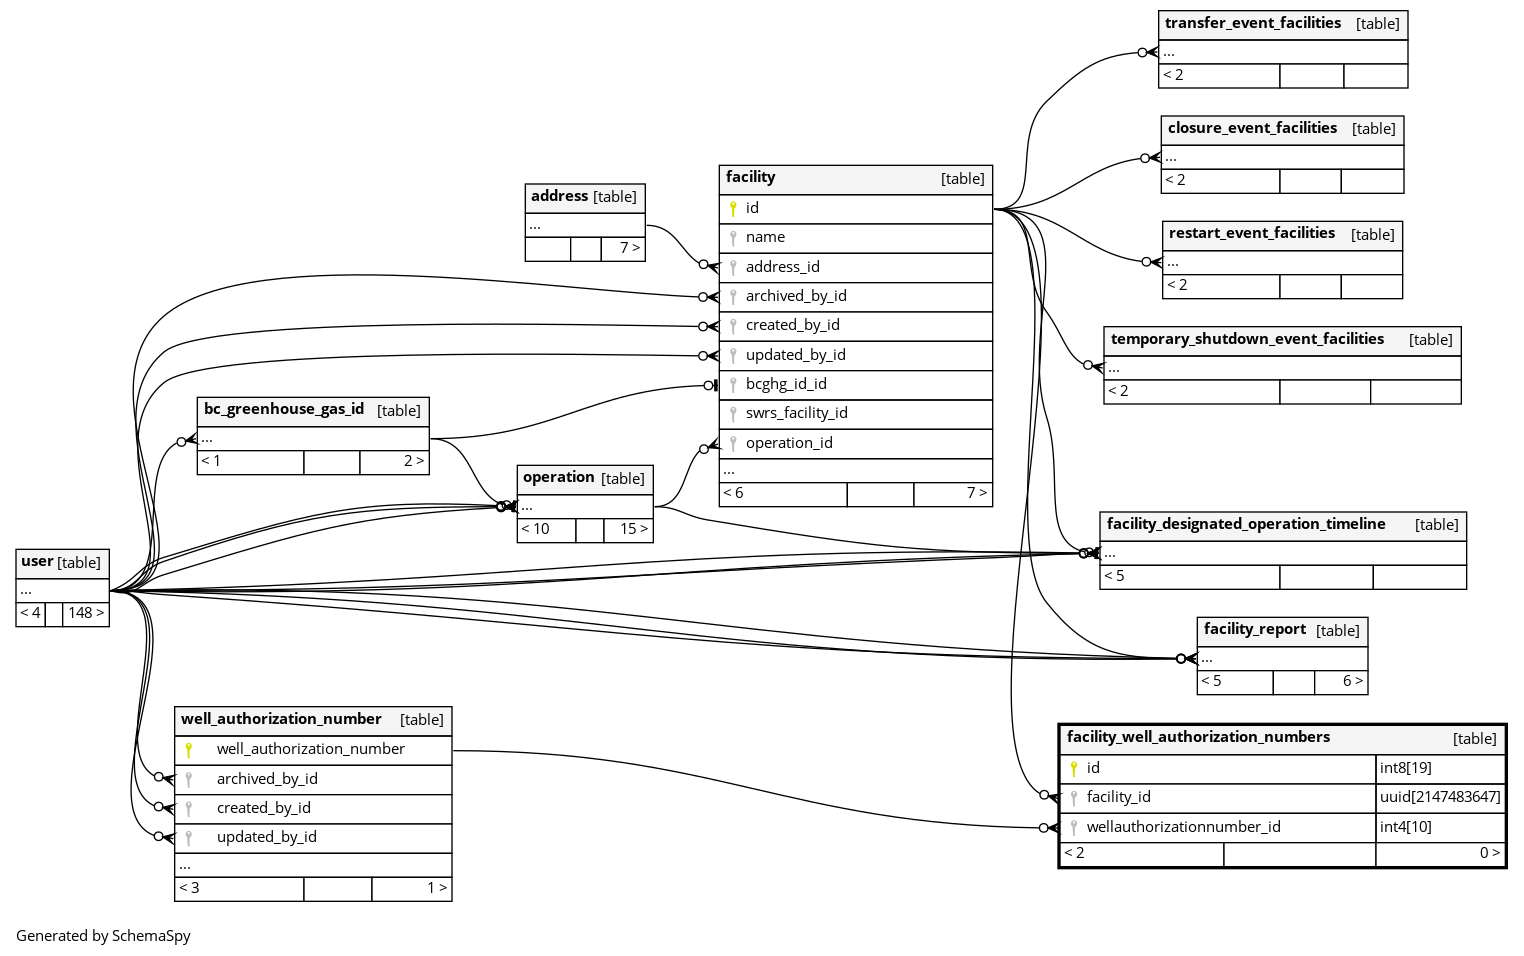 transfer_event_facilities [table]
...
< 2
closure_event_facilities [table]
...
< 2
restart_event_facilities [table]
...
< 2
temporary_shutdown_event_facilities [table]
...
< 2
facility [table]
id
name
address_id
archived_by_id
created_by_id
updated_by_id
bcghg_id_id
swrs_facility_id
operation_id
...
< 6 7 >
address [table]
...
7 >
bc_greenhouse_gas_id [table]
...
< 1 2 >
operation [table]
...
< 10 15 >
user [table]
...
< 4 148 >
facility_designated_operation_timeline [table]
...
< 5
facility_report [table]
...
< 5 6 >
well_authorization_number [table]
well_authorization_number
archived_by_id
created_by_id
updated_by_id
...
< 3 1 >
facility_well_authorization_numbers [table]
id int8[19]
facility_id uuid[2147483647]
wellauthorizationnumber_id int4[10]
< 2 0 >
Generated by SchemaSpy